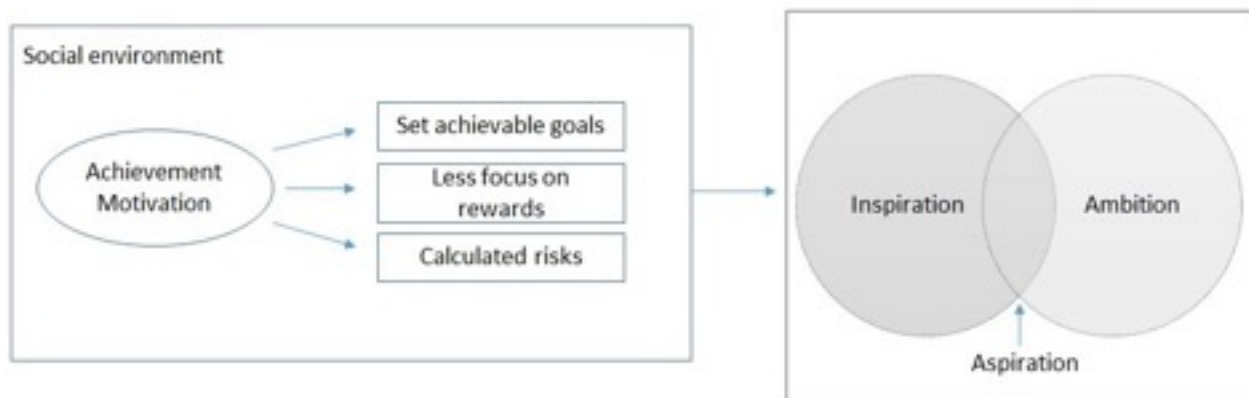 Social environment
Achievement
Motivation
Set achievable goals
Less focus on
rewards
Calculated risks
Inspiration
Ambition
Aspiration